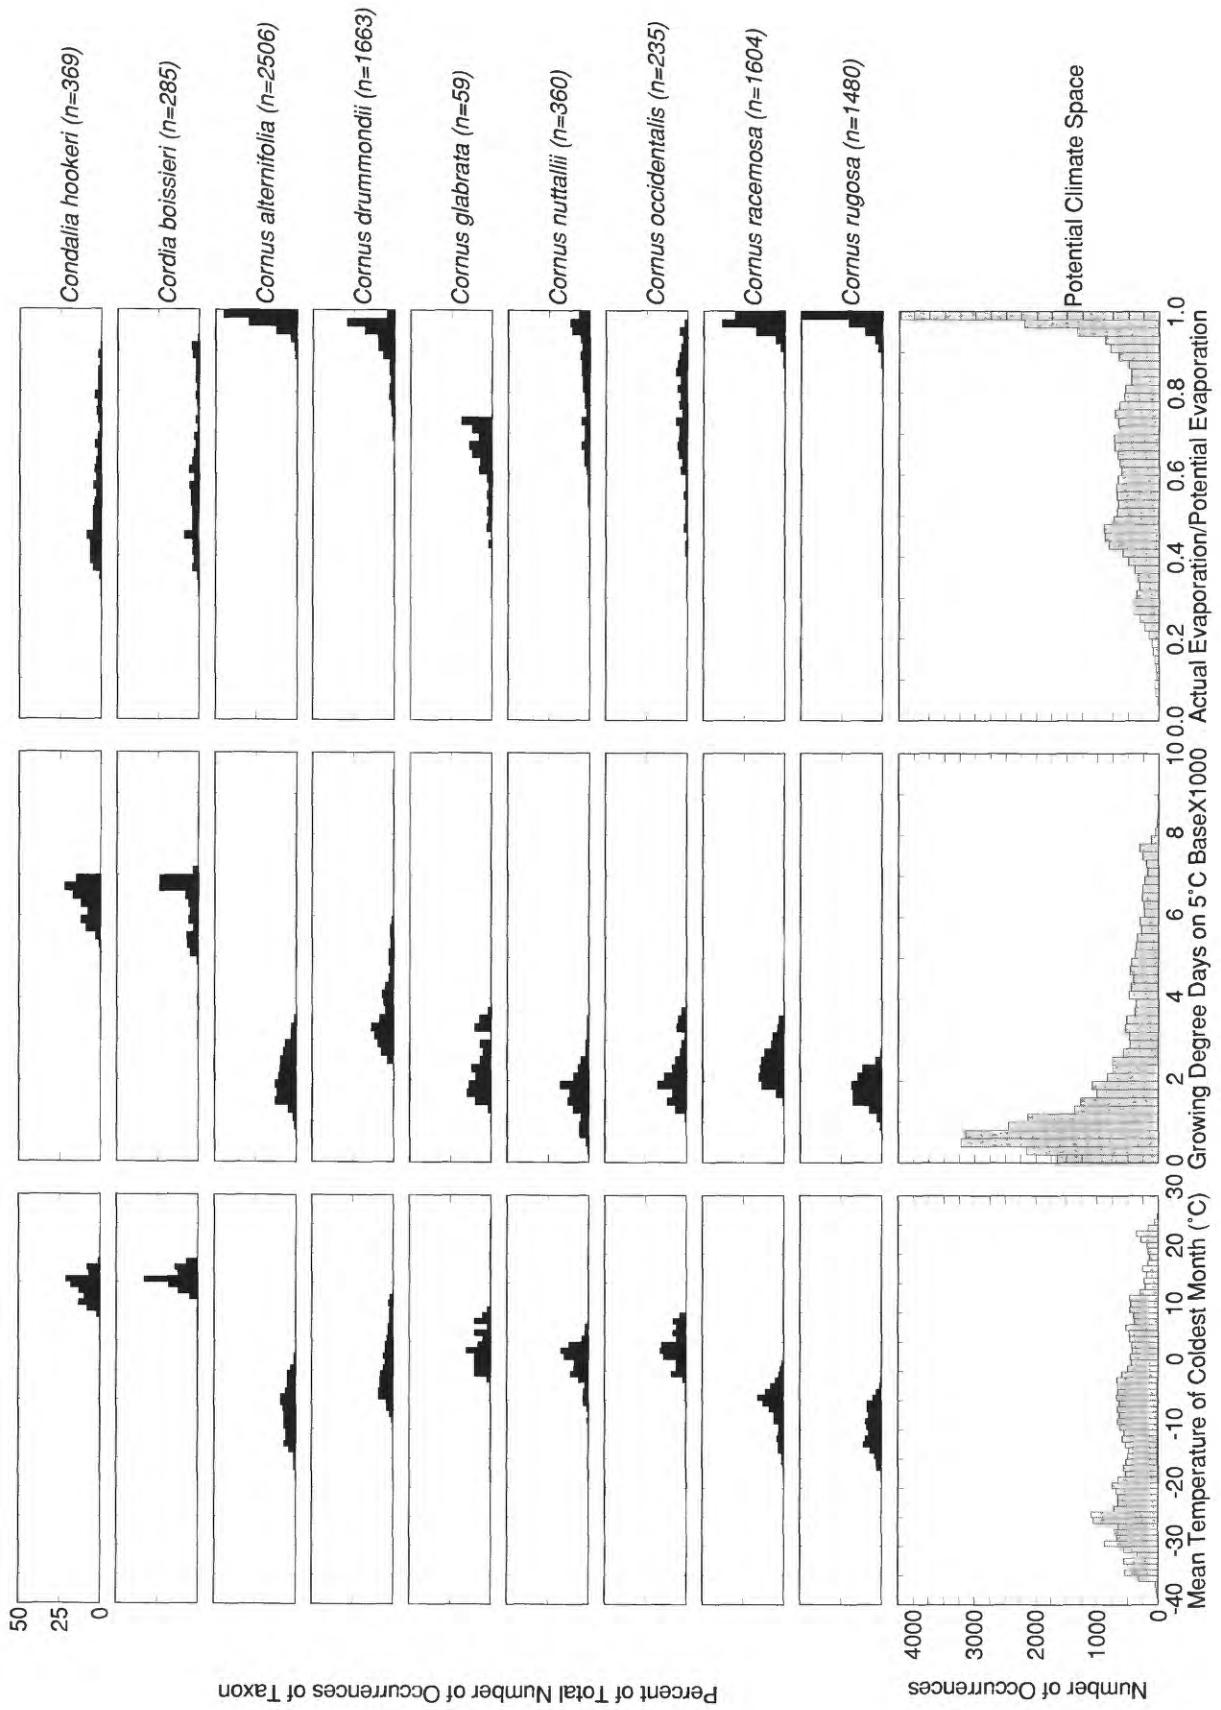 50
25
0
Percent of Total Number of Occurrences of Taxon
Condalia hookeri (n=369)
Cordia boissieri (n=285)
Cornus alternifolia (n=2506)
Cornus drummondii (n=1663)
Cornus glabrata (n=59)
Cornus nuttallii (n=360)
Cornus occidentalis (n=235)
Cornus racemosa (n=1604)
Cornus rugosa (n=1480)
Potential Climate Space
4000
3000
2000
1000
0
Number of Occurrences
-40 -30 -20 -10 0 10 20 30
Mean Temperature of Coldest Month (°C)
0 2 4 6 8 10
Growing Degree Days on 5°C BaseX1000
0.0 0.2 0.4 0.6 0.8 1.0
Actual Evaporation/Potential Evaporation